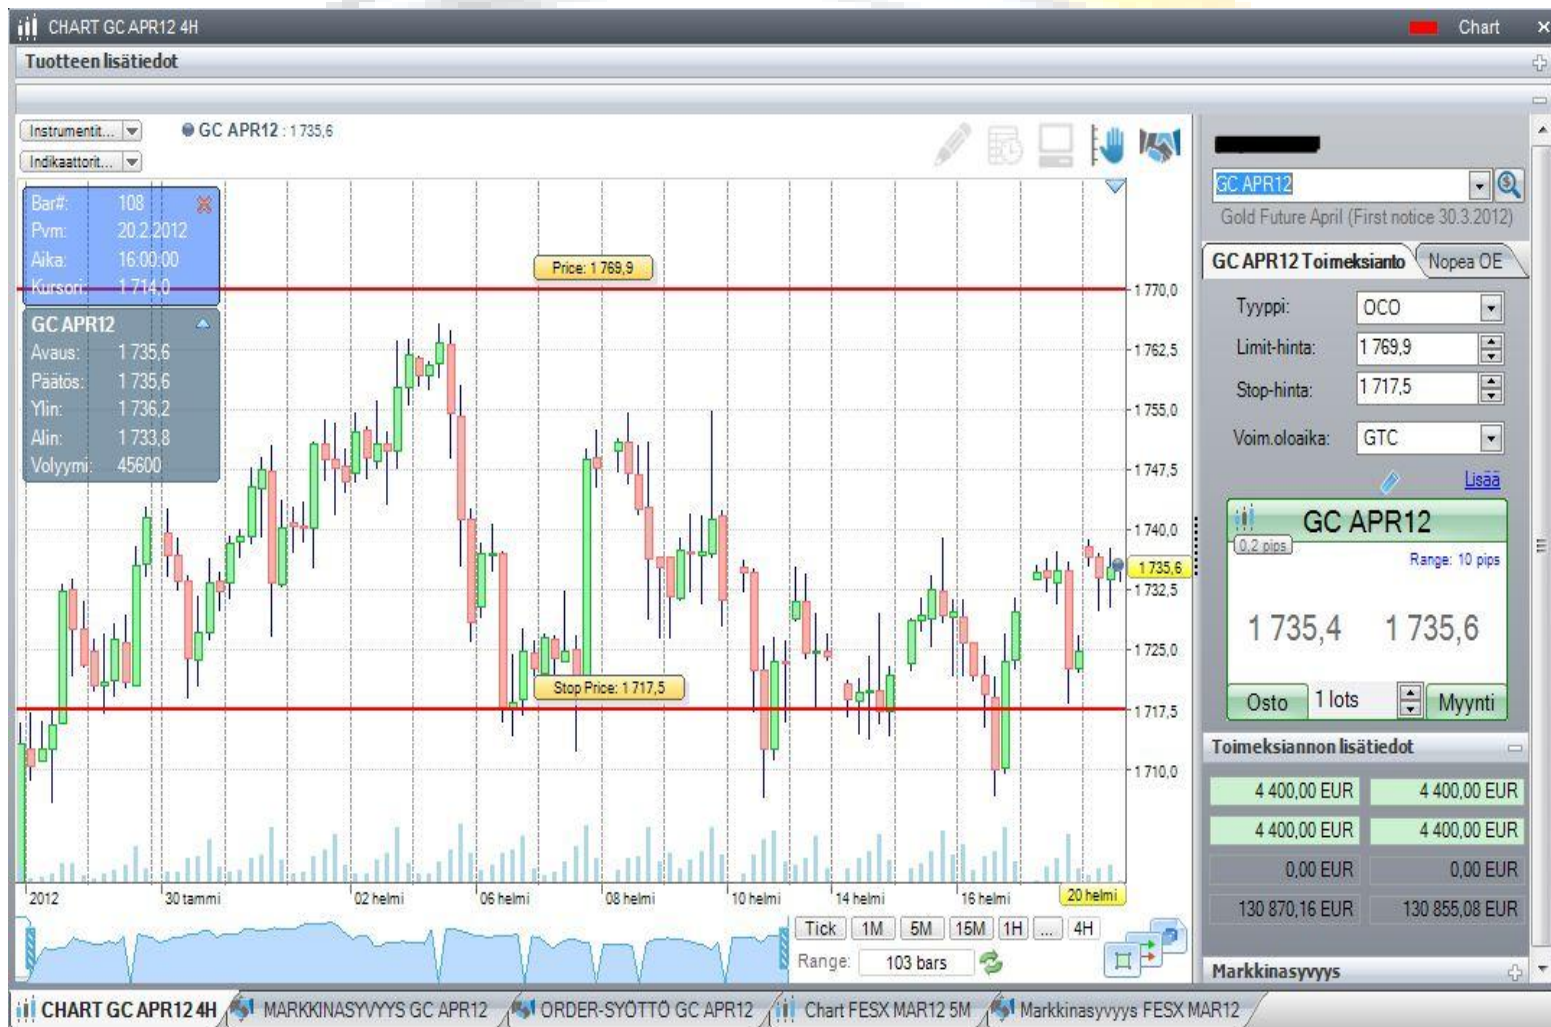 CHART GC APR12 4H
Chart
Tuotteen lisätiedot
Instrumentit...
GC APR12 : 1 735,6
Indikaattorit...
Bar#: 108
Pvm: 20.2.2012
Aika: 16:00:00
Kursori: 1 714,0
GC APR12
Avaus: 1 735,6
Päätös: 1 735,6
Ylin: 1 736,2
Alin: 1 733,8
Volyymi: 45600
Price: 1 769,9
Stop Price: 1 717,5
1 770,0
1 762,5
1 755,0
1 747,5
1 740,0
1 735,6
1 732,5
1 725,0
1 717,5
1 710,0
2012
30 tammi
02 helmi
06 helmi
08 helmi
10 helmi
14 helmi
16 helmi
20 helmi
Tick 1M 5M 15M 1H ... 4H
Range: 103 bars
GC APR12
Gold Future April (First notice 30.3.2012)
GC APR12 Toimeksianto
Nopea OE
Tyyppi: OCO
Limit-hinta: 1 769,9
Stop-hinta: 1 717,5
Voim.oloaika: GTC
Lisää
GC APR12
0,2 pips
Range: 10 pips
1 735,4 1 735,6
Osto 1 lots Myynti
Toimeksiannon lisätiedot
4 400,00 EUR 4 400,00 EUR
4 400,00 EUR 4 400,00 EUR
0,00 EUR 0,00 EUR
130 870,16 EUR 130 855,08 EUR
Markkinasyvyys
CHART GC APR12 4H
MARKKINASYVYYS GC APR12
ORDER-SYÖTTÖ GC APR12
Chart FESX MAR12 5M
Markkinasyvyys FESX MAR12